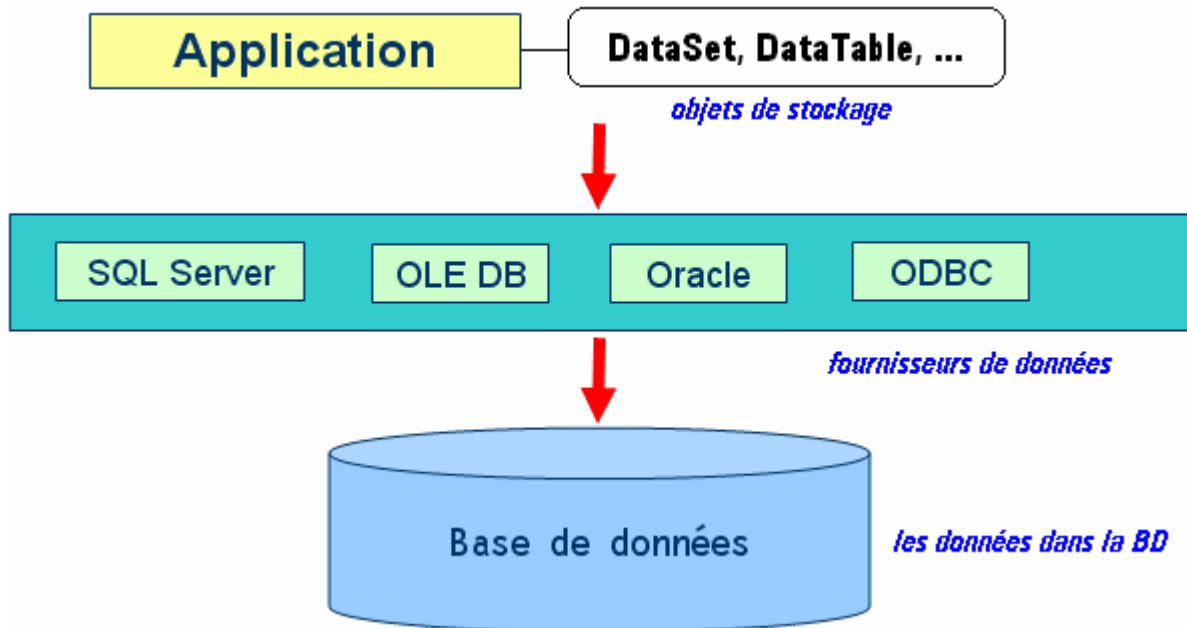 Application
DataSet, DataTable, ...
objets de stockage
SQL Server
OLE DB
Oracle
ODBC
fournisseurs de données
Base de données
les données dans la BD